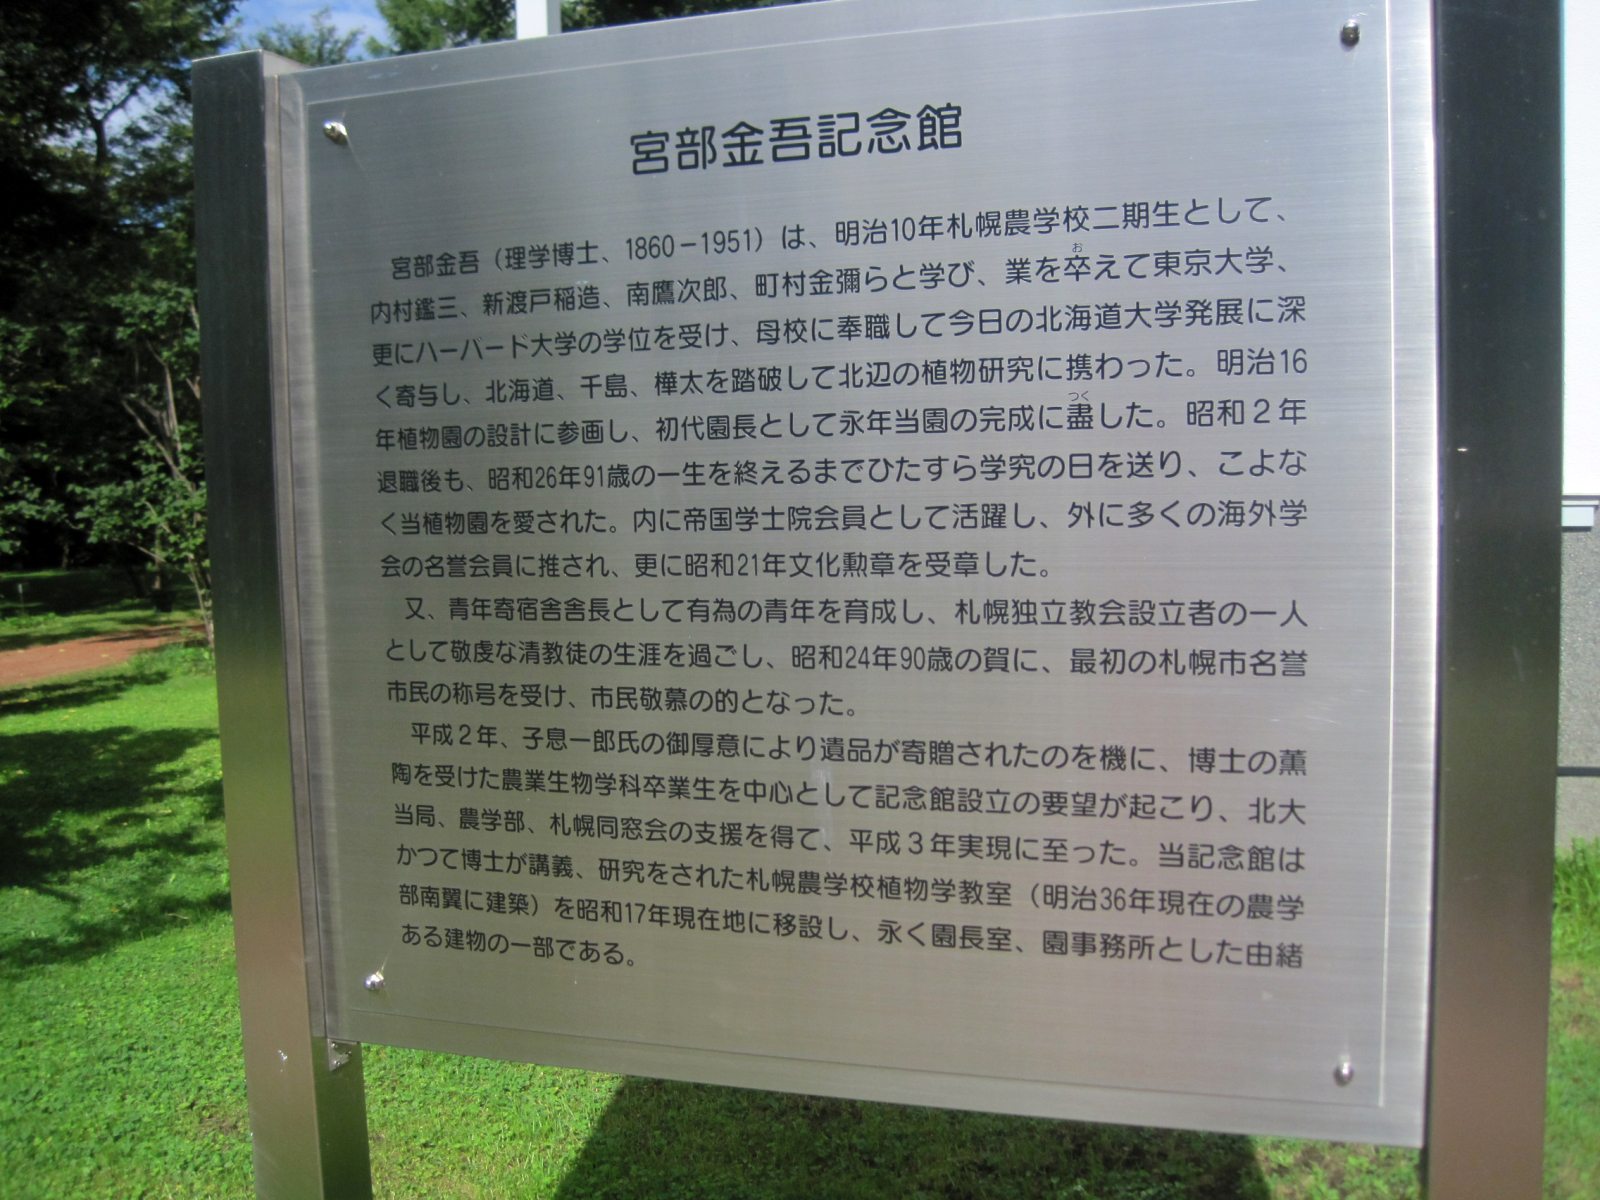 宮部金吾記念館
宮部金吾（理学博士、1860－1951）は、明治10年札幌農学校二期生として、
内村鑑三、新渡戸稲造、南鷹次郎、町村金彌らと学び、業を卒えて東京大学、
お
更にハーバード大学の学位を受け、母校に奉職して今日の北海道大学発展に深
く寄与し、北海道、千島、樺太を踏破して北辺の植物研究に携わった。明治16
年植物園の設計に参画し、初代園長として永年当園の完成に盡した。昭和２年
つく
退職後も、昭和26年91歳の一生を終えるまでひたすら学究の日を送り、こよな
く当植物園を愛された。内に帝国学士院会員として活躍し、外に多くの海外学
会の名誉会員に推され、更に昭和21年文化勲章を受章した。
又、青年寄宿舎舎長として有為の青年を育成し、札幌独立教会設立者の一人
として敬虔な清教徒の生涯を過ごし、昭和24年90歳の賀に、最初の札幌市名誉
市民の称号を受け、市民敬慕の的となった。
平成２年、子息一郎氏の御厚意により遺品が寄贈されたのを機に、博士の薫
陶を受けた農業生物学科卒業生を中心として記念館設立の要望が起こり、北大
当局、農学部、札幌同窓会の支援を得て、平成３年実現に至った。当記念館は
かつて博士が講義、研究をされた札幌農学校植物学教室（明治36年現在の農学
部南翼に建築）を昭和17年現在地に移設し、永く園長室、園事務所とした由緒
ある建物の一部である。